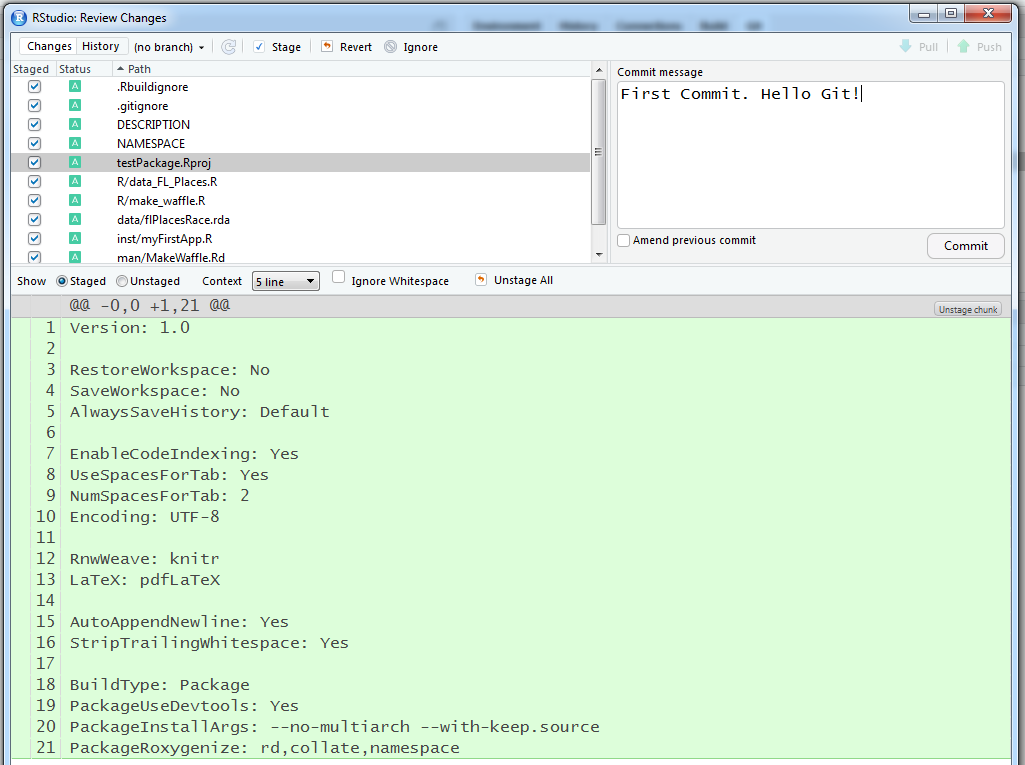 RStudio: Review Changes
Changes History (no branch) Stage Revert Ignore Pull Push
Staged Status Path
A .Rbuildignore
A .gitignore
A DESCRIPTION
A NAMESPACE
A testPackage.Rproj
A R/data_FL_Places.R
A R/make_waffle.R
A data/flPlacesRace.rda
A inst/myFirstApp.R
A man/MakeWaffle.Rd
Commit message
First Commit. Hello Git!
Amend previous commit
Commit
Show Staged Unstaged Context 5 line Ignore Whitespace Unstage All
@@ -0,0 +1,21 @@ Unstage chunk
1 Version: 1.0
2
3 RestoreWorkspace: No
4 SaveWorkspace: No
5 AlwaysSaveHistory: Default
6
7 EnableCodeIndexing: Yes
8 UseSpacesForTab: Yes
9 NumSpacesForTab: 2
10 Encoding: UTF-8
11
12 RnwWeave: knitr
13 LaTeX: pdfLaTeX
14
15 AutoAppendNewline: Yes
16 StripTrailingWhitespace: Yes
17
18 BuildType: Package
19 PackageUseDevtools: Yes
20 PackageInstallArgs: --no-multiarch --with-keep.source
21 PackageRoxygenize: rd,collate,namespace